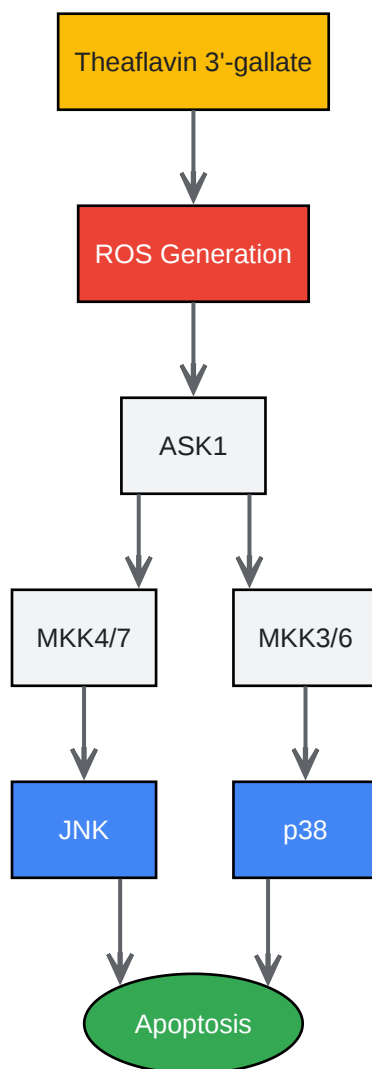 Theaflavin 3'-gallate
ROS Generation
ASK1
MKK4/7
MKK3/6
JNK
p38
Apoptosis